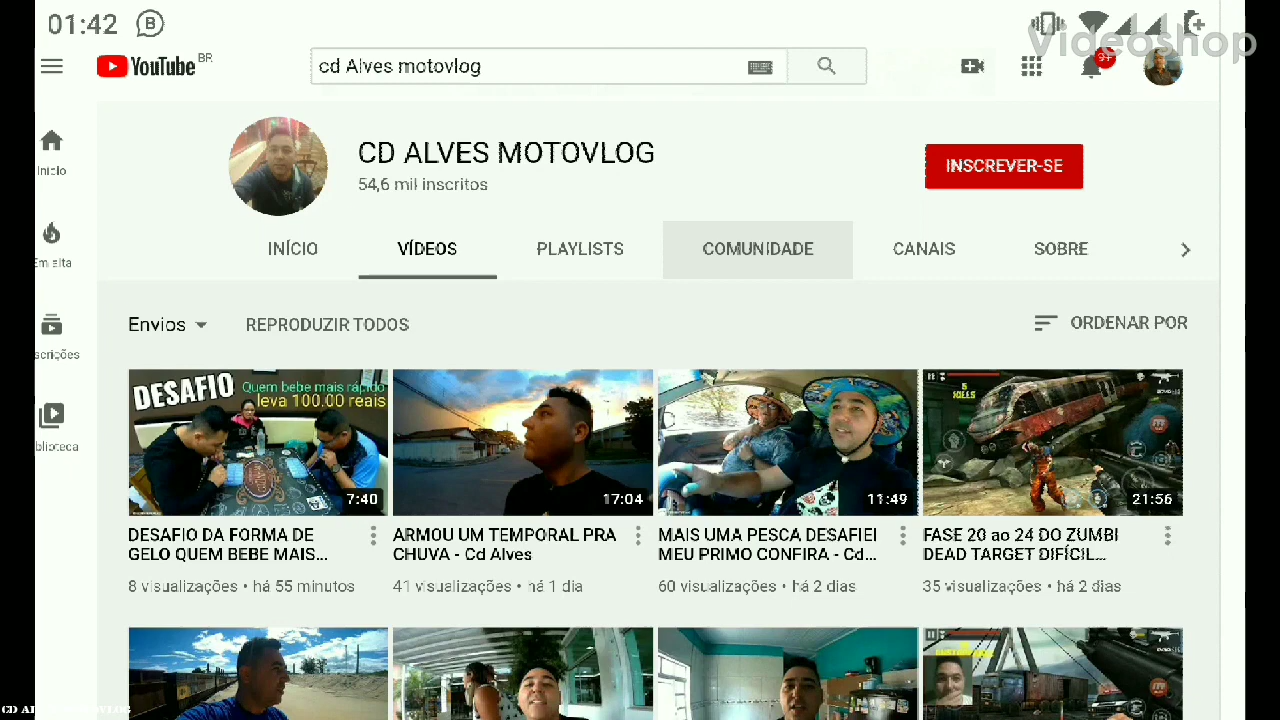 01:42
Videoshop
YouTube BR
cd Alves motovlog
9+
CD ALVES MOTOVLOG
54,6 mil inscritos
INSCREVER-SE
INÍCIO
VÍDEOS
PLAYLISTS
COMUNIDADE
CANAIS
SOBRE
Início
Em alta
scrições
blioteca
Envios
REPRODUZIR TODOS
ORDENAR POR
DESAFIO
Quem bebe mais rápido
leva 100.00 reais
7:40
17:04
11:49
21:56
DESAFIO DA FORMA DE
GELO QUEM BEBE MAIS...
8 visualizações • há 55 minutos
ARMOU UM TEMPORAL PRA
CHUVA - Cd Alves
41 visualizações • há 1 dia
MAIS UMA PESCA DESAFIEI
MEU PRIMO CONFIRA - Cd...
60 visualizações • há 2 dias
FASE 20 ao 24 DO ZUMBI
DEAD TARGET DIFÍCIL...
35 visualizações • há 2 dias